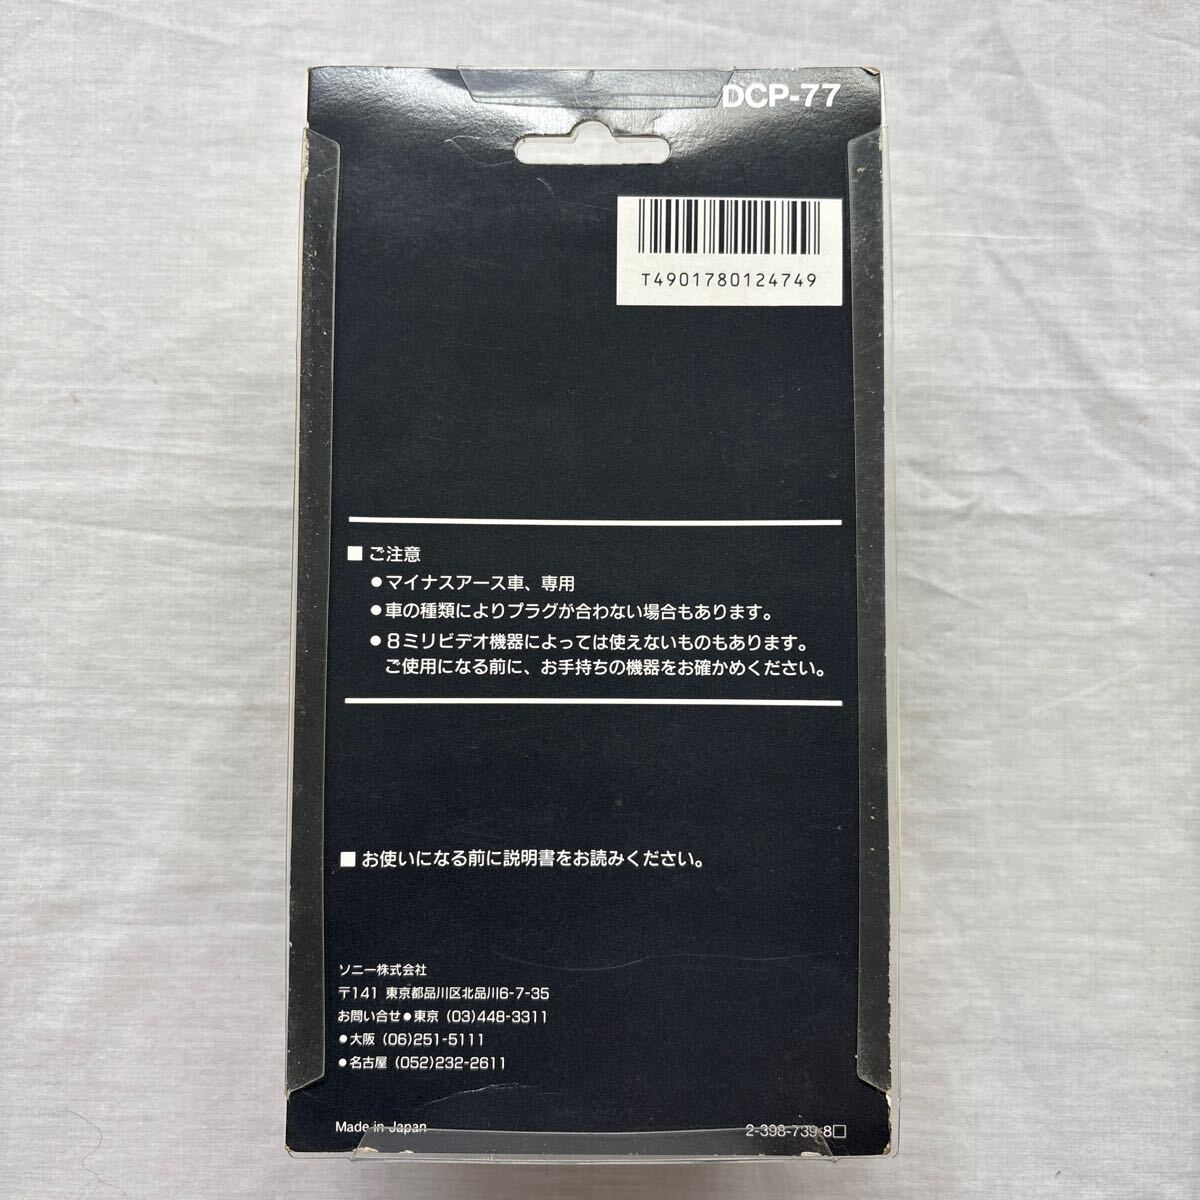 DCP-77
T4901780124749
■ ご注意
●マイナスアース車、専用
●車の種類によりプラグが合わない場合もあります。
●8ミリビデオ機器によっては使えないものもあります。
ご使用になる前に、お手持ちの機器をお確かめください。
■ お使いになる前に説明書をお読みください。
ソニー株式会社
〒141 東京都品川区北品川6-7-35
お問い合せ●東京 (03)448-3311
●大阪 (06)251-5111
●名古屋 (052)232-2611
Made in Japan
2-398-739-8□